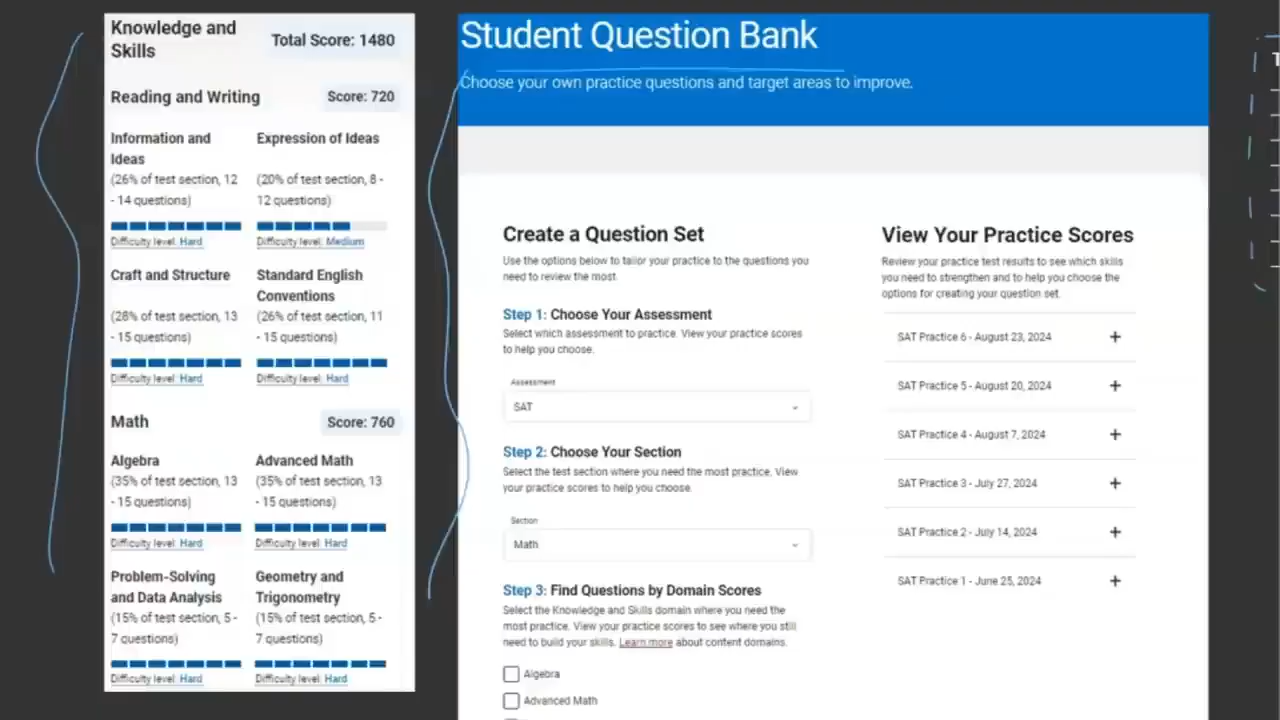 Knowledge and
Skills
Total Score: 1480
Reading and Writing
Score: 720
Information and
Ideas
(26% of test section, 12
- 14 questions)
Difficulty level: Hard
Expression of Ideas
(20% of test section, 8 -
12 questions)
Difficulty level: Medium
Craft and Structure
(28% of test section, 13
- 15 questions)
Difficulty level: Hard
Standard English
Conventions
(26% of test section, 11
- 15 questions)
Difficulty level: Hard
Math
Score: 760
Algebra
(35% of test section, 13
- 15 questions)
Difficulty level: Hard
Advanced Math
(35% of test section, 13
- 15 questions)
Difficulty level: Hard
Problem-Solving
and Data Analysis
(15% of test section, 5 -
7 questions)
Difficulty level: Hard
Geometry and
Trigonometry
(15% of test section, 5 -
7 questions)
Difficulty level: Hard
Student Question Bank
Choose your own practice questions and target areas to improve.
Create a Question Set
Use the options below to tailor your practice to the questions you
need to review the most.
Step 1: Choose Your Assessment
Select which assessment to practice. View your practice scores
to help you choose.
Assessment
SAT
Step 2: Choose Your Section
Select the test section where you need the most practice. View
your practice scores to help you choose.
Section
Math
Step 3: Find Questions by Domain Scores
Select the Knowledge and Skills domain where you need the
most practice. View your practice scores to see where you still
need to build your skills. Learn more about content domains.
Algebra
Advanced Math
View Your Practice Scores
Review your practice test results to see which skills
you need to strengthen and to help you choose the
options for creating your question set.
SAT Practice 6 - August 23, 2024
SAT Practice 5 - August 20, 2024
SAT Practice 4 - August 7, 2024
SAT Practice 3 - July 27, 2024
SAT Practice 2 - July 14, 2024
SAT Practice 1 - June 25, 2024